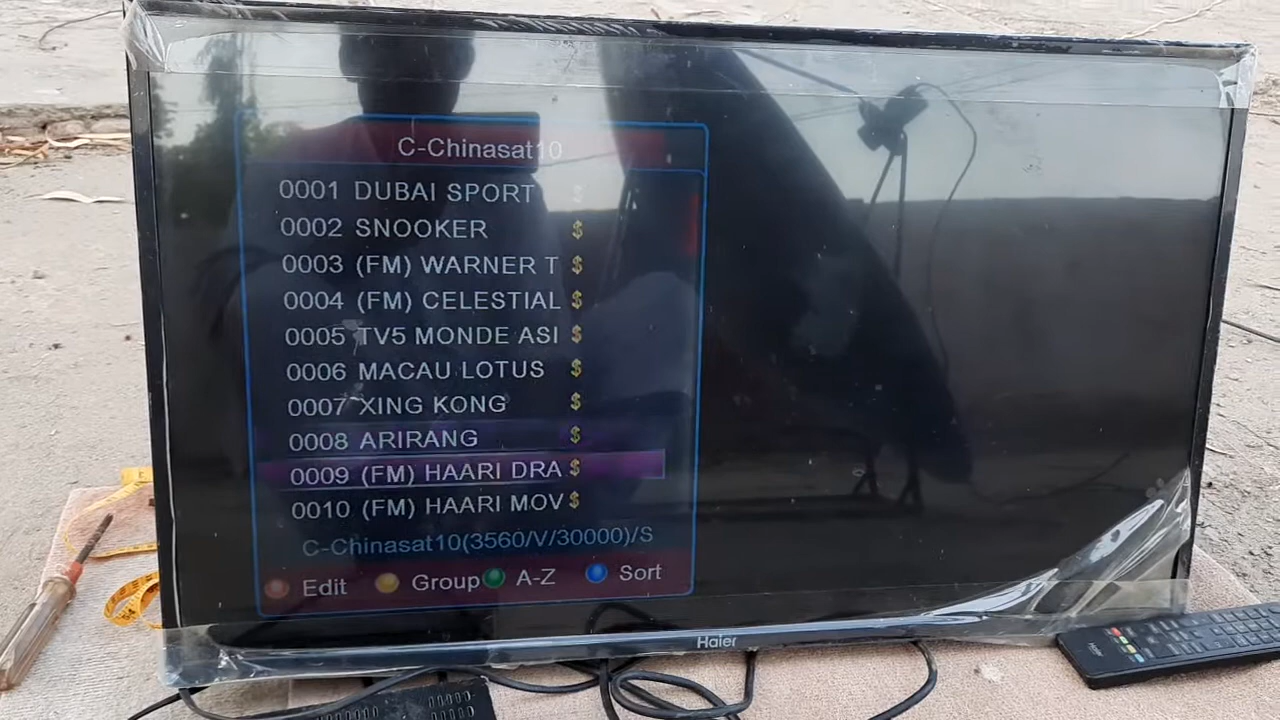 C-Chinasat10
0001 DUBAI SPORT $
0002 SNOOKER $
0003 (FM) WARNER T $
0004 (FM) CELESTIAL $
0005 TV5 MONDE ASI $
0006 MACAU LOTUS $
0007 XING KONG $
0008 ARIRANG $
0009 (FM) HAARI DRA $
0010 (FM) HAARI MOV $
C-Chinasat10(3560/V/30000)/S
Edit Group A-Z Sort
Haier
Haier